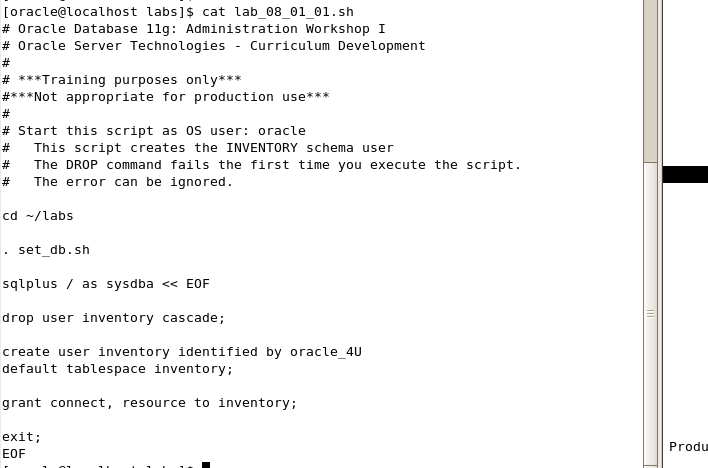 [oracle@localhost labs]$ cat lab_08_01_01.sh
# Oracle Database 11g: Administration Workshop I
# Oracle Server Technologies - Curriculum Development
#
# ***Training purposes only***
#***Not appropriate for production use***
#
# Start this script as OS user: oracle
#   This script creates the INVENTORY schema user
#   The DROP command fails the first time you execute the script.
#   The error can be ignored.
cd ~/labs
. set_db.sh
sqlplus / as sysdba << EOF
drop user inventory cascade;
create user inventory identified by oracle_4U
default tablespace inventory;
grant connect, resource to inventory;
exit;
Produ
EOF